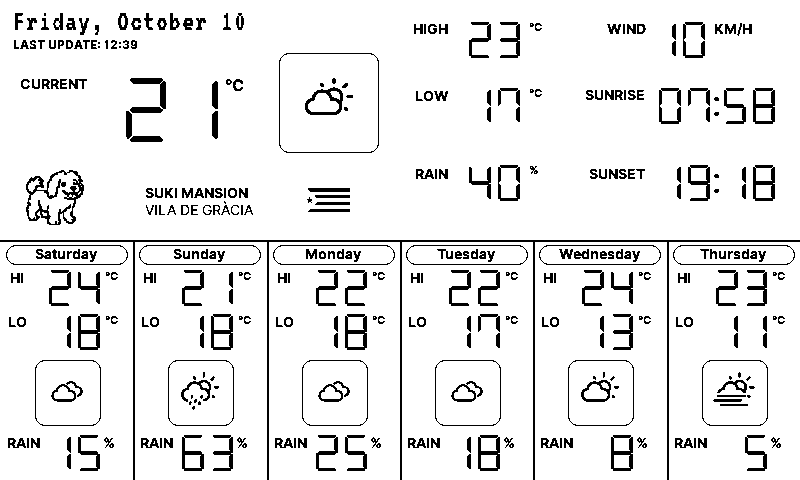 Friday, October 10
LAST UPDATE: 12:39
CURRENT 21 °C
SUKI MANSION
VILA DE GRÀCIA
HIGH 23 °C
LOW 17 °C
RAIN 40 %
WIND 10 KM/H
SUNRISE 07:58
SUNSET 19:18
Saturday
HI 24 °C
LO 18 °C
RAIN 15 %
Sunday
HI 21 °C
LO 18 °C
RAIN 63 %
Monday
HI 22 °C
LO 18 °C
RAIN 25 %
Tuesday
HI 22 °C
LO 17 °C
RAIN 18 %
Wednesday
HI 24 °C
LO 13 °C
RAIN 8 %
Thursday
HI 23 °C
LO 11 °C
RAIN 5 %